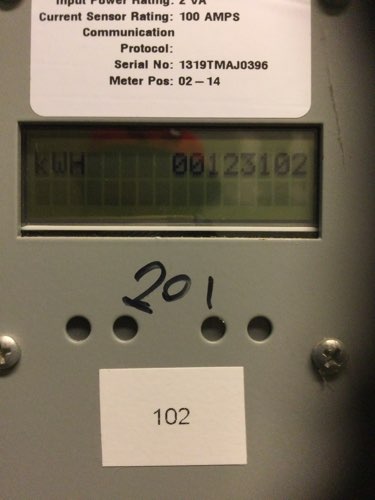 Input Power Rating: 2 VA
Current Sensor Rating: 100 AMPS
Communication
Protocol:
Serial No: 1319TMAJ0396
Meter Pos: 02-14
kWH 00123102
201
102